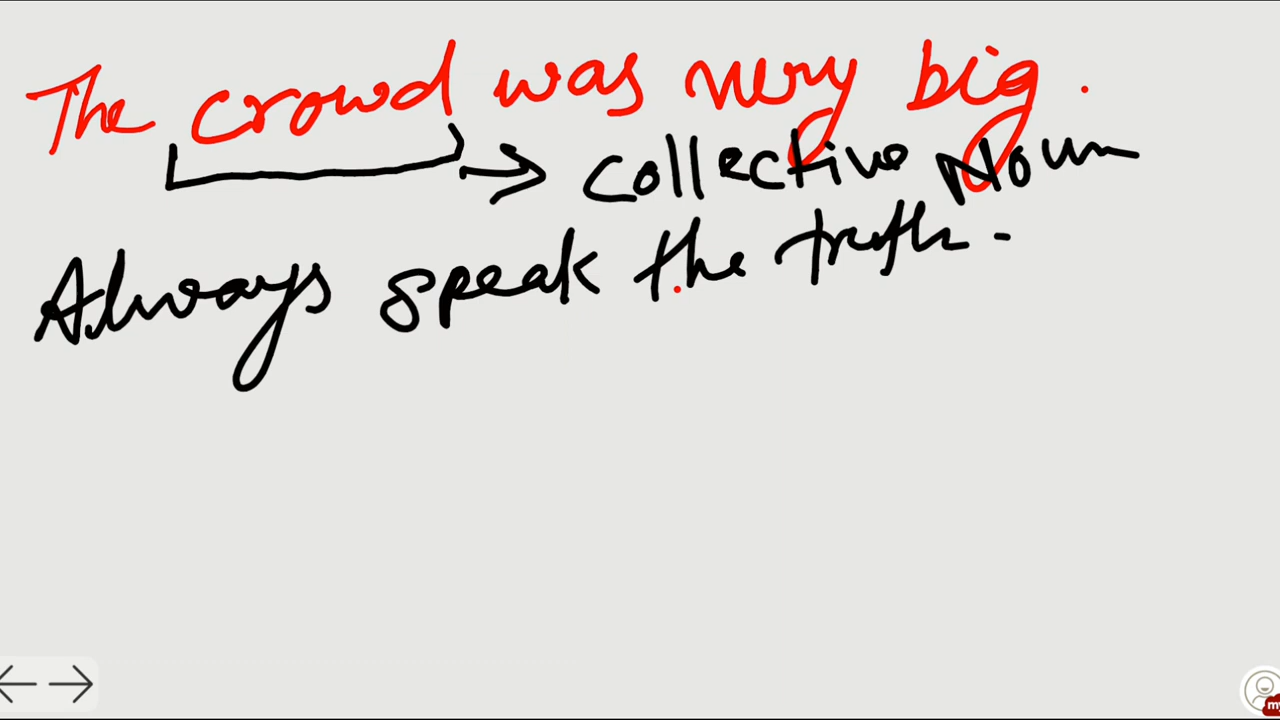 The crowd was very big.
collective Noun
Always speak the truth.